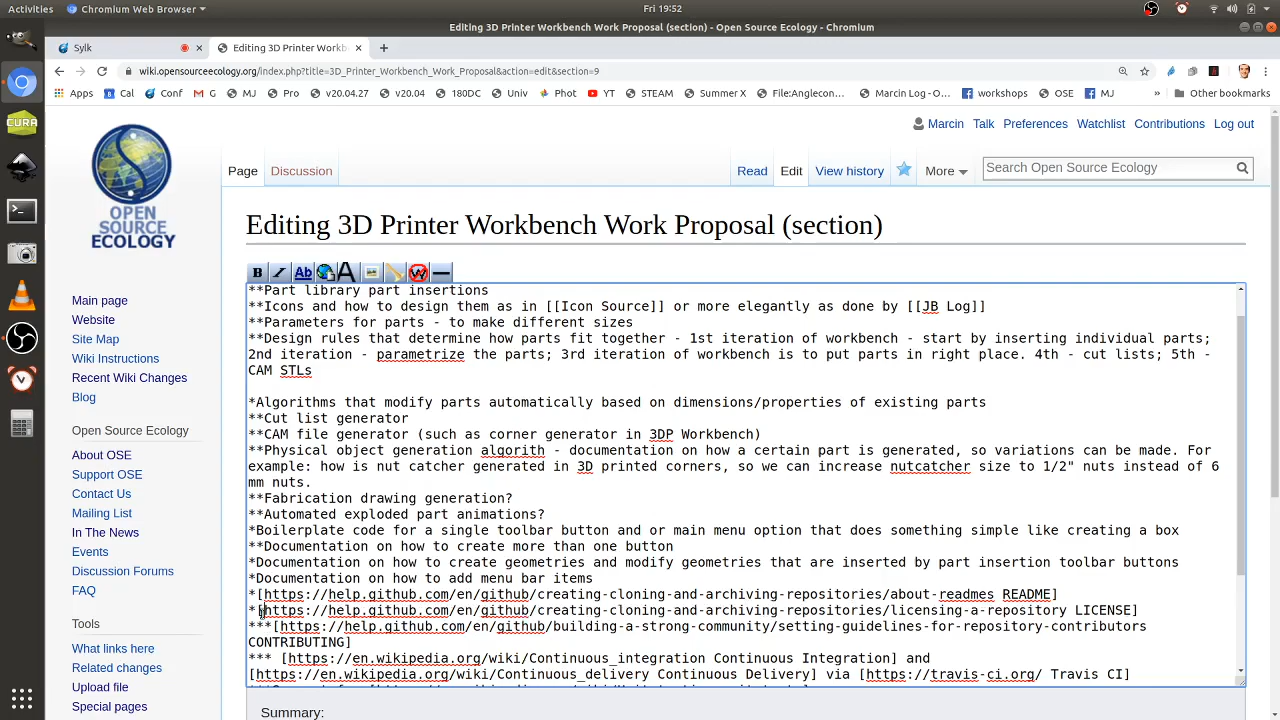 Activities
Chromium Web Browser
Fri 19:52
Editing 3D Printer Workbench Work Proposal (section) - Open Source Ecology - Chromium
Sylk
Editing 3D Printer Workb
wiki.opensourceecology.org/index.php?title=3D_Printer_Workbench_Work_Proposal&action=edit&section=9
Apps Cal Conf G MJ Pro v20.04.27 v20.04 180DC Univ Phot YT STEAM Summer X File:Anglecon... Marcin Log - O... workshops OSE MJ » Other bookmarks
Marcin Talk Preferences Watchlist Contributions Log out
Page Discussion Read Edit View history More Search Open Source Ecology
OPEN
SOURCE
ECOLOGY
Editing 3D Printer Workbench Work Proposal (section)
B I Ab A W
**Part library part insertions
**Icons and how to design them as in [[Icon Source]] or more elegantly as done by [[JB Log]]
**Parameters for parts - to make different sizes
**Design rules that determine how parts fit together - 1st iteration of workbench - start by inserting individual parts;
2nd iteration - parametrize the parts; 3rd iteration of workbench is to put parts in right place. 4th - cut lists; 5th -
CAM STLs
*Algorithms that modify parts automatically based on dimensions/properties of existing parts
**Cut list generator
**CAM file generator (such as corner generator in 3DP Workbench)
**Physical object generation algorith - documentation on how a certain part is generated, so variations can be made. For
example: how is nut catcher generated in 3D printed corners, so we can increase nutcatcher size to 1/2" nuts instead of 6
mm nuts.
**Fabrication drawing generation?
**Automated exploded part animations?
*Boilerplate code for a single toolbar button and or main menu option that does something simple like creating a box
**Documentation on how to create more than one button
*Documentation on how to create geometries and modify geometries that are inserted by part insertion toolbar buttons
*Documentation on how to add menu bar items
*[https://help.github.com/en/github/creating-cloning-and-archiving-repositories/about-readmes README]
*[https://help.github.com/en/github/creating-cloning-and-archiving-repositories/licensing-a-repository LICENSE]
***[https://help.github.com/en/github/building-a-strong-community/setting-guidelines-for-repository-contributors
CONTRIBUTING]
*** [https://en.wikipedia.org/wiki/Continuous_integration Continuous Integration] and
[https://en.wikipedia.org/wiki/Continuous_delivery Continuous Delivery] via [https://travis-ci.org/ Travis CI]
Summary:
Main page
Website
Site Map
Wiki Instructions
Recent Wiki Changes
Blog
Open Source Ecology
About OSE
Support OSE
Contact Us
Mailing List
In The News
Events
Discussion Forums
FAQ
Tools
What links here
Related changes
Upload file
Special pages
CURA